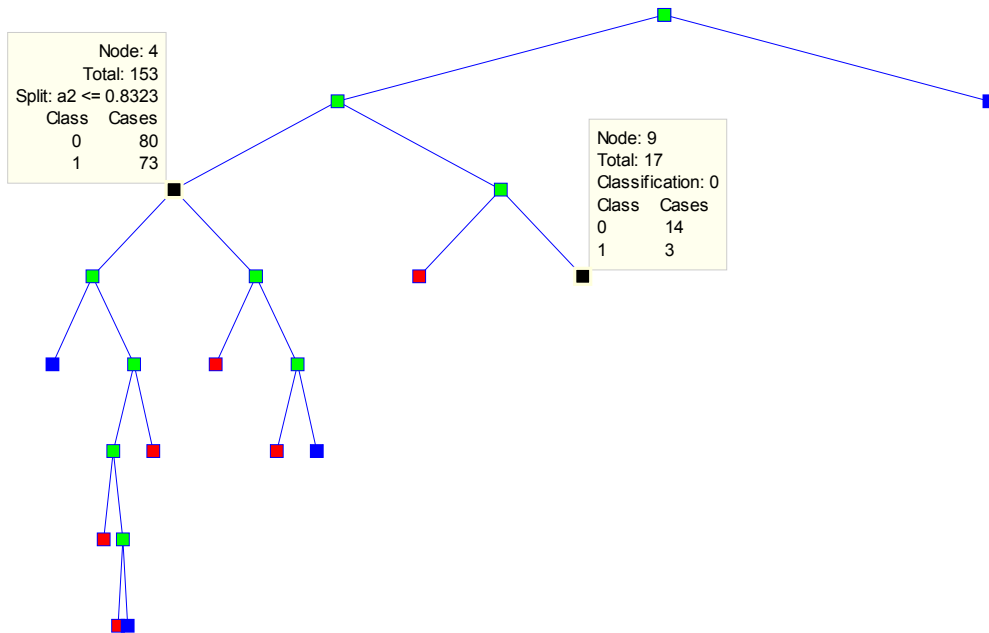 Node: 4
Total: 153
Split: a2 <= 0.8323
Class Cases
0 80
1 73
Node: 9
Total: 17
Classification: 0
Class Cases
0 14
1 3